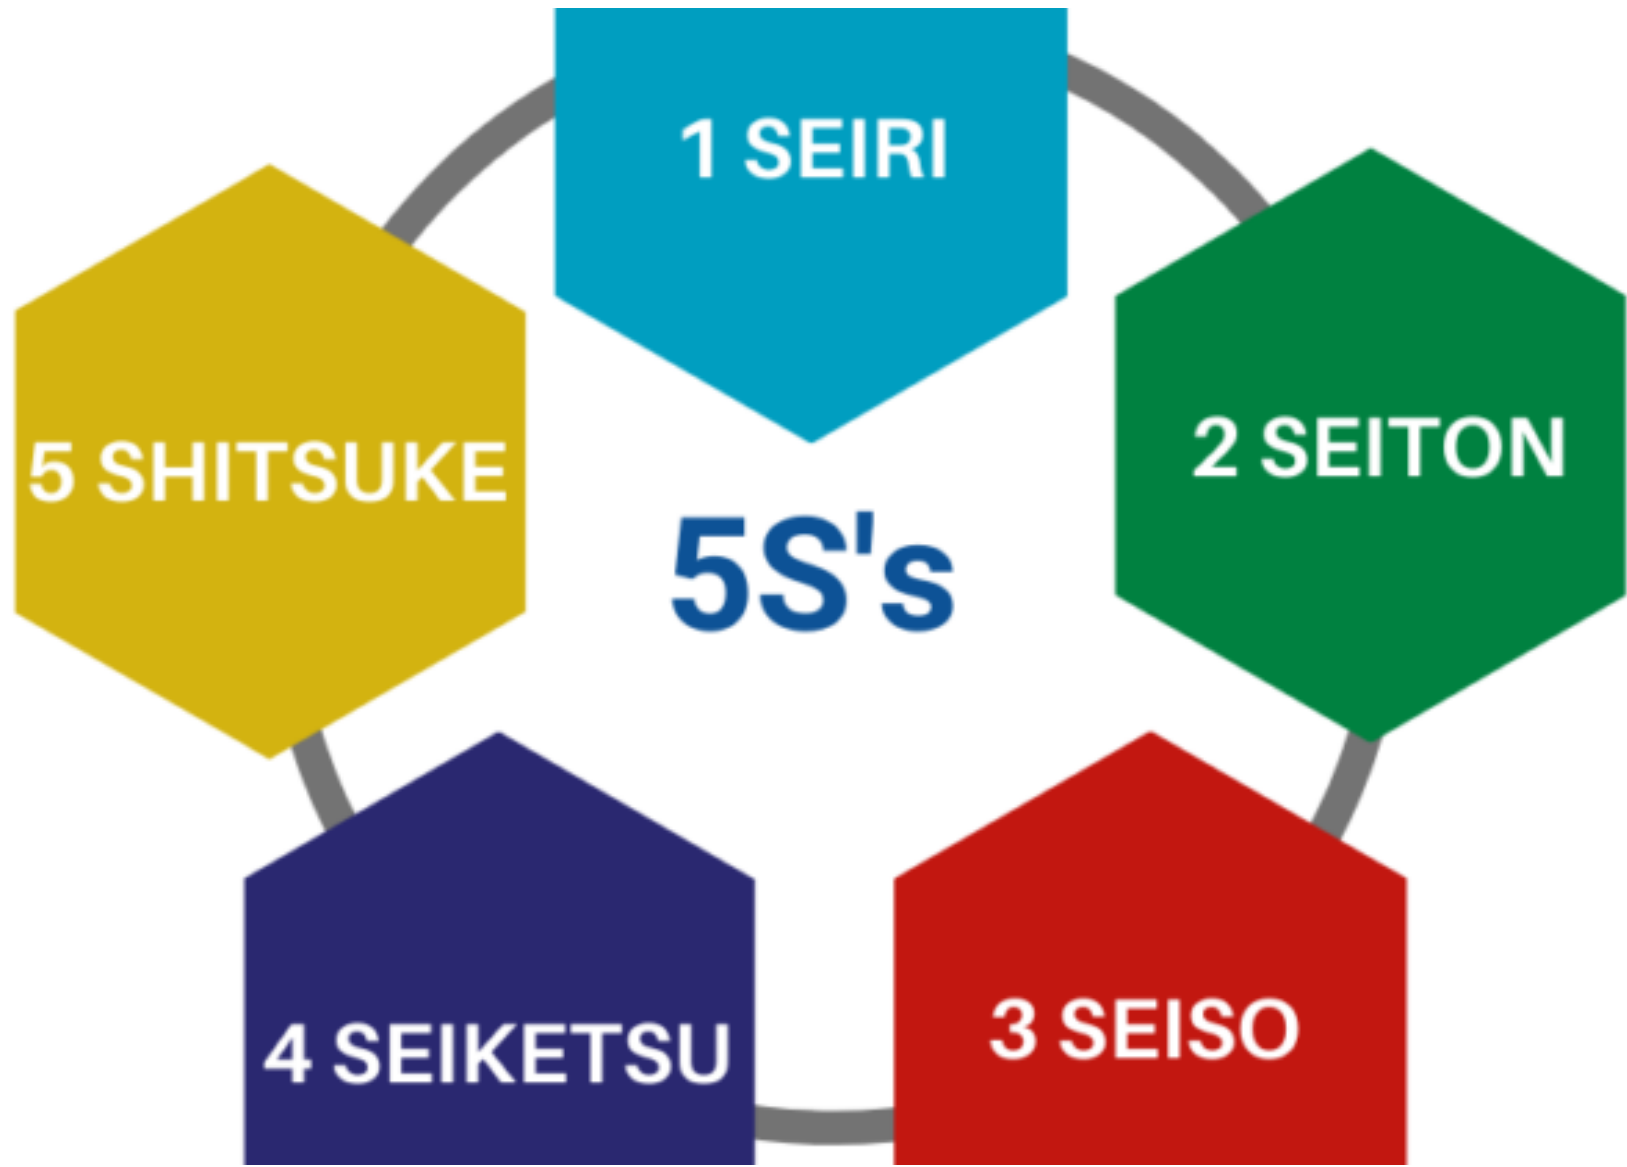 1 SEIRI
2 SEITON
3 SEISO
4 SEIKETSU
5 SHITSUKE
5S's